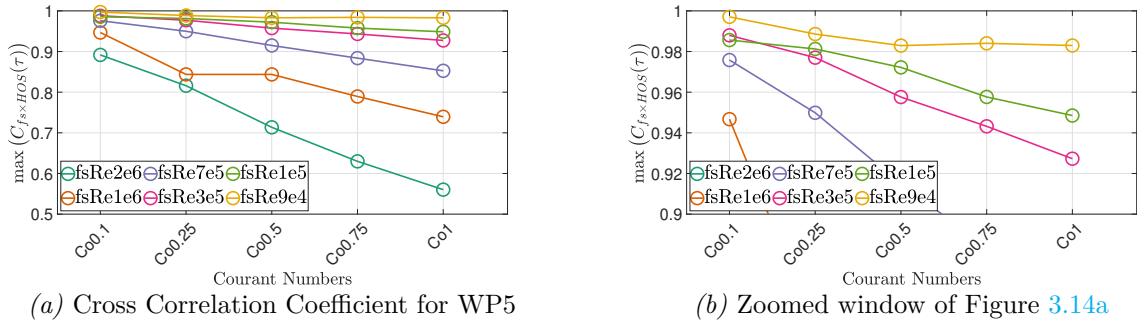 max (C_{fs×HOS}(τ))
1
0.9
0.8
0.7
0.6
0.5
fsRe2e6 fsRe7e5 fsRe1e5
fsRe1e6 fsRe3e5 fsRe9e4
Co0.1 Co0.25 Co0.5 Co0.75 Co1
Courant Numbers
(a) Cross Correlation Coefficient for WP5
max (C_{fs×HOS}(τ))
1
0.98
0.96
0.94
0.92
0.9
fsRe2e6 fsRe7e5 fsRe1e5
fsRe1e6 fsRe3e5 fsRe9e4
Co0.1 Co0.25 Co0.5 Co0.75 Co1
Courant Numbers
(b) Zoomed window of Figure 3.14a